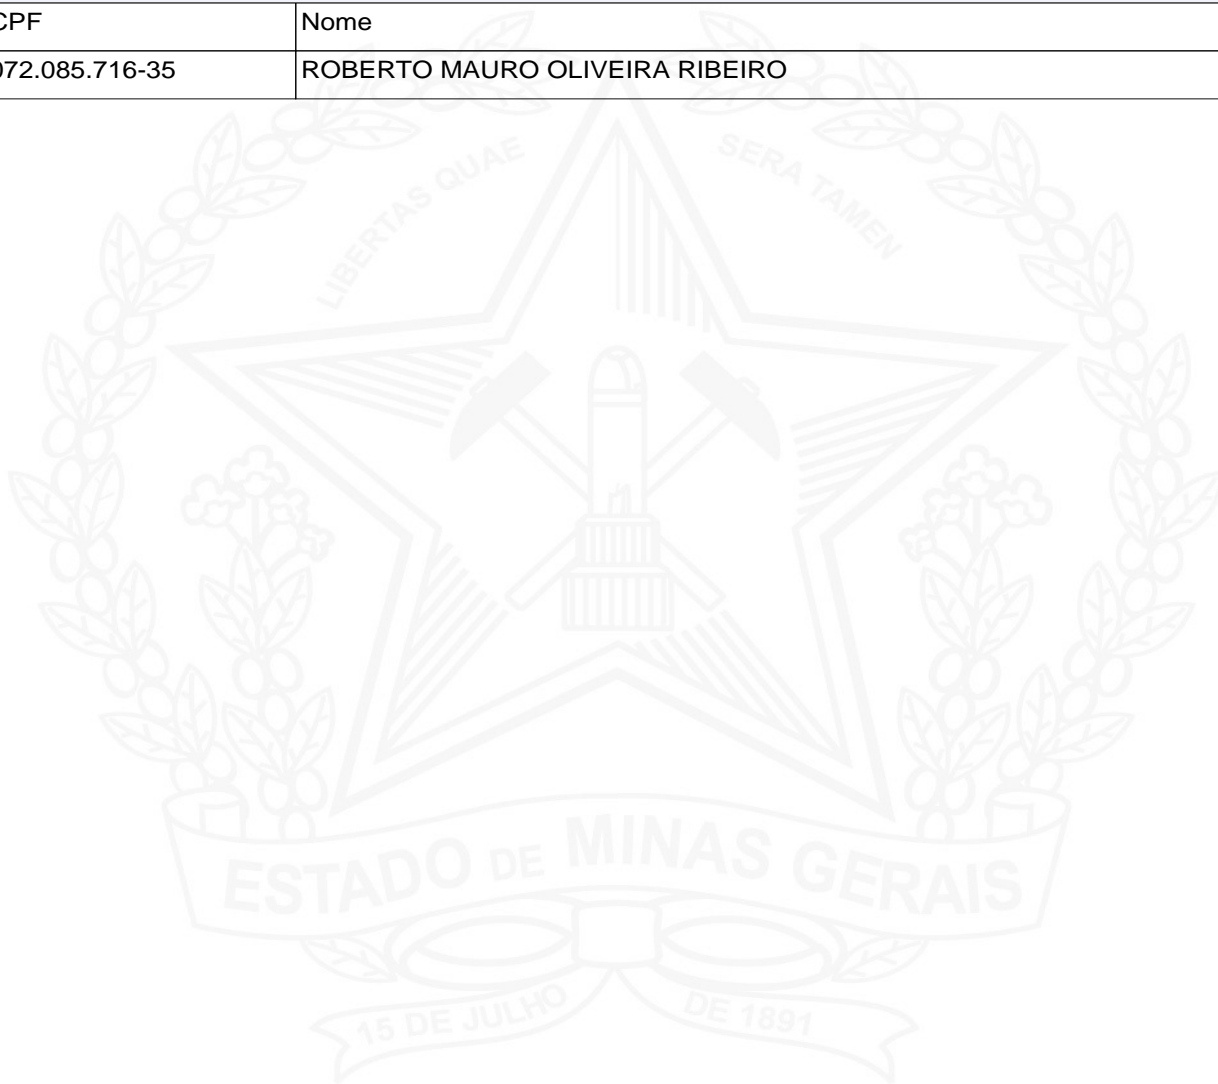 CPF Nome
072.085.716-35 ROBERTO MAURO OLIVEIRA RIBEIRO
LIBERTAS QUAE SERA TAMEN
ESTADO DE MINAS GERAIS
15 DE JULHO DE 1891